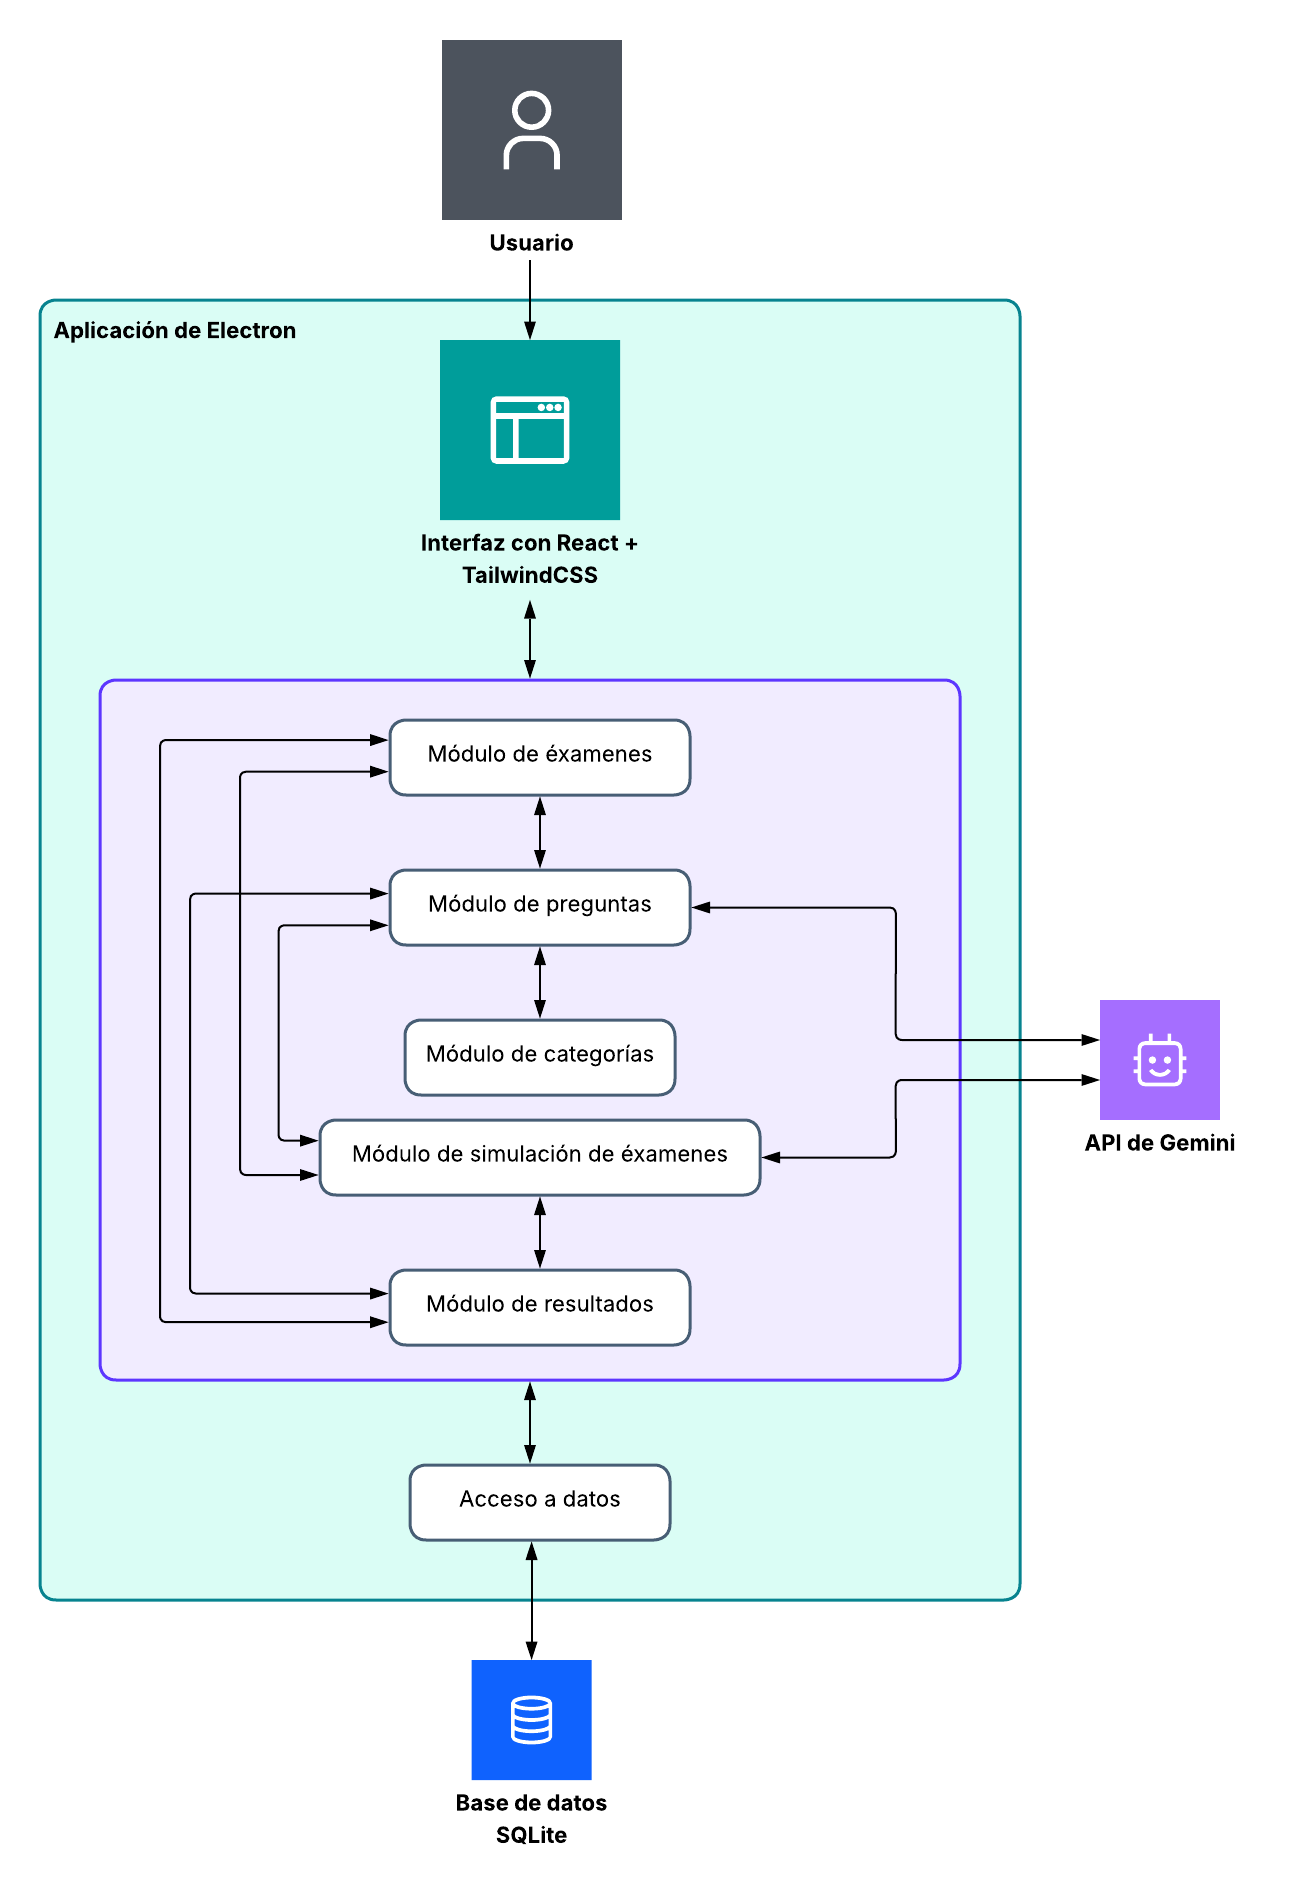 Usuario
Aplicación de Electron
Interfaz con React +
TailwindCSS
Módulo de éxamenes
Módulo de preguntas
Módulo de categorías
Módulo de simulación de éxamenes
API de Gemini
Módulo de resultados
Acceso a datos
Base de datos
SQLite